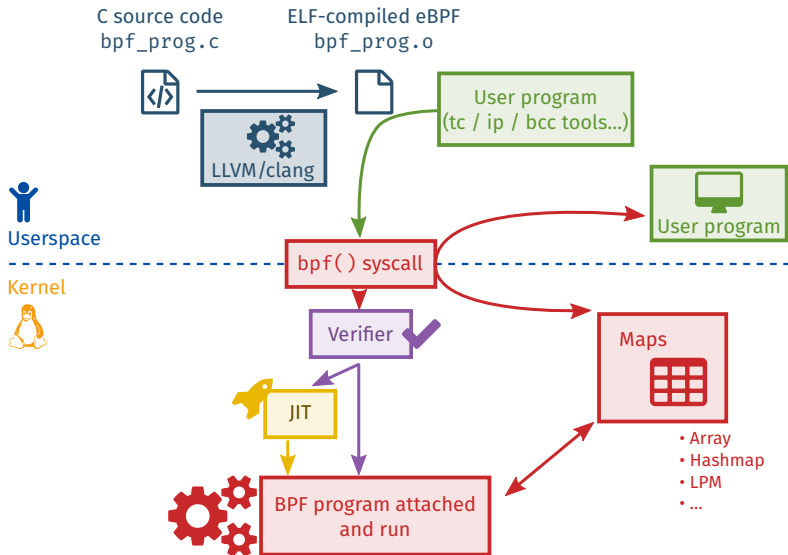 C source code
bpf_prog.c
ELF-compiled eBPF
bpf_prog.o
</>
LLVM/clang
User program
(tc / ip / bcc tools...)
User program
Userspace
bpf() syscall
Kernel
Verifier
Maps
JIT
• Array
• Hashmap
• LPM
• ...
BPF program attached
and run